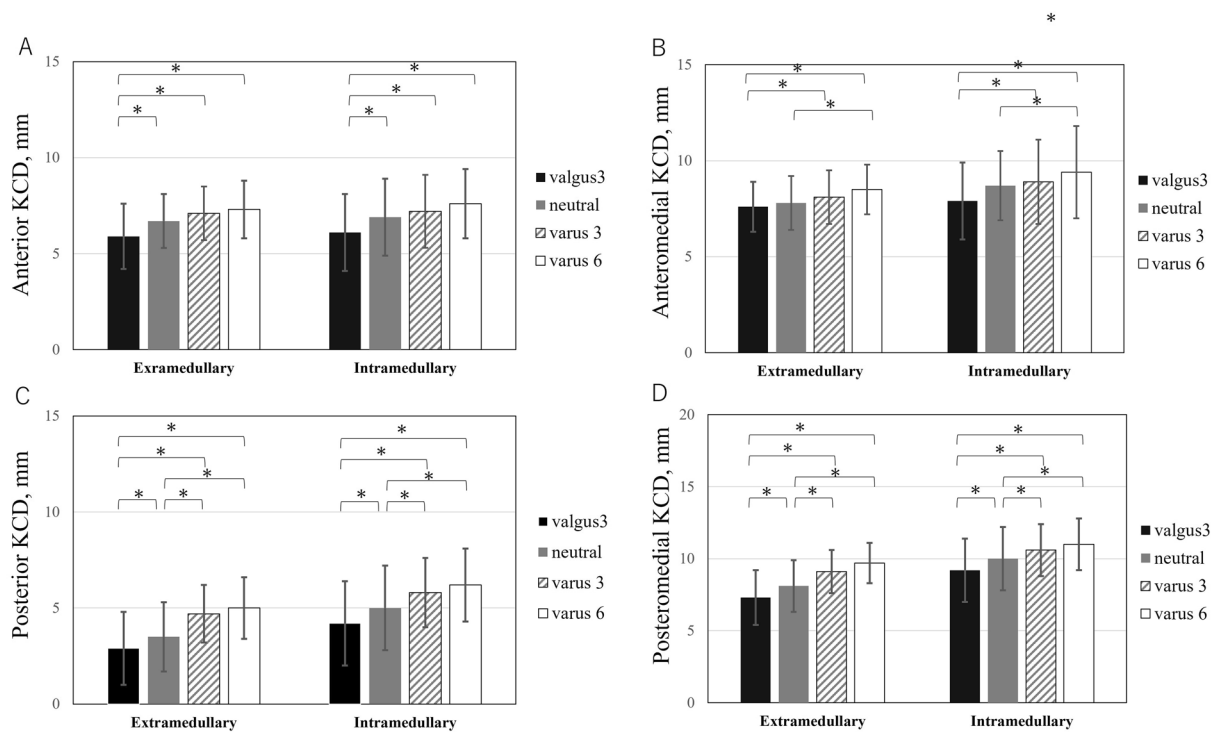 A
Anterior KCD, mm
15
10
5
0
* * *
* * *
Exramedullary
Intramedullary
valgus3
neutral
varus 3
varus 6
*
B
Anteromedial KCD, mm
15
10
5
0
* * *
* * *
Extramedullary
Intramedullary
valgus3
neutral
varus 3
varus 6
C
Posterior KCD, mm
15
10
5
0
* * * * *
* * * * *
Extramedullary
Intramedullary
valgus3
neutral
varus 3
varus 6
D
Posteromedial KCD, mm
20
15
10
5
0
* * * * *
* * * * *
Extramedullary
Intramedullary
valgus3
neutral
varus 3
varus 6